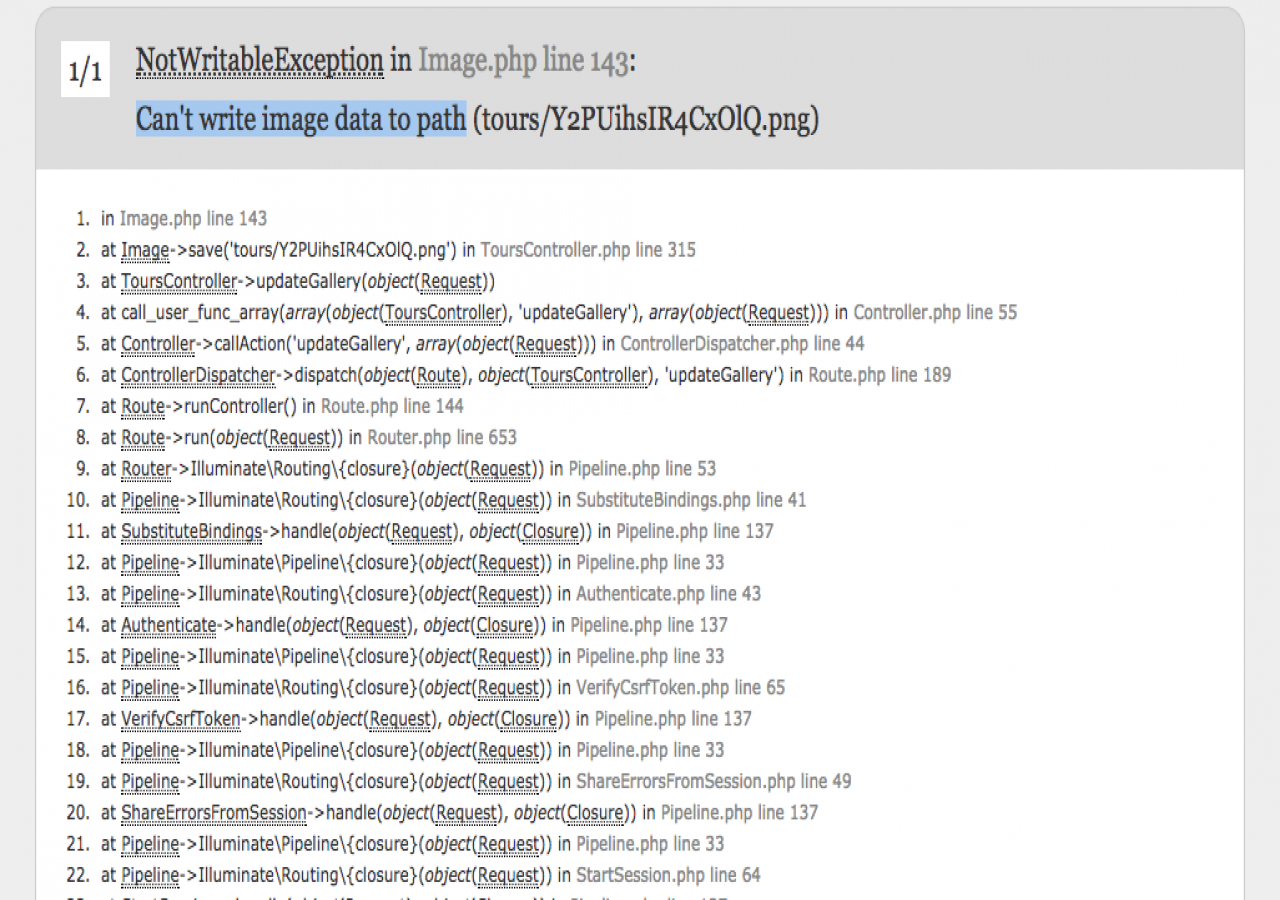 1/1
NotWritableException in Image.php line 143:
Can't write image data to path (tours/Y2PUihsIR4CxOlQ.png)
1. in Image.php line 143
2. at Image->save('tours/Y2PUihsIR4CxOlQ.png') in ToursController.php line 315
3. at ToursController->updateGallery(object(Request))
4. at call_user_func_array(array(object(ToursController), 'updateGallery'), array(object(Request))) in Controller.php line 55
5. at Controller->callAction('updateGallery', array(object(Request))) in ControllerDispatcher.php line 44
6. at ControllerDispatcher->dispatch(object(Route), object(ToursController), 'updateGallery') in Route.php line 189
7. at Route->runController() in Route.php line 144
8. at Route->run(object(Request)) in Router.php line 653
9. at Router->Illuminate\Routing\{closure}(object(Request)) in Pipeline.php line 53
10. at Pipeline->Illuminate\Routing\{closure}(object(Request)) in SubstituteBindings.php line 41
11. at SubstituteBindings->handle(object(Request), object(Closure)) in Pipeline.php line 137
12. at Pipeline->Illuminate\Pipeline\{closure}(object(Request)) in Pipeline.php line 33
13. at Pipeline->Illuminate\Routing\{closure}(object(Request)) in Authenticate.php line 43
14. at Authenticate->handle(object(Request), object(Closure)) in Pipeline.php line 137
15. at Pipeline->Illuminate\Pipeline\{closure}(object(Request)) in Pipeline.php line 33
16. at Pipeline->Illuminate\Routing\{closure}(object(Request)) in VerifyCsrfToken.php line 65
17. at VerifyCsrfToken->handle(object(Request), object(Closure)) in Pipeline.php line 137
18. at Pipeline->Illuminate\Pipeline\{closure}(object(Request)) in Pipeline.php line 33
19. at Pipeline->Illuminate\Routing\{closure}(object(Request)) in ShareErrorsFromSession.php line 49
20. at ShareErrorsFromSession->handle(object(Request), object(Closure)) in Pipeline.php line 137
21. at Pipeline->Illuminate\Pipeline\{closure}(object(Request)) in Pipeline.php line 33
22. at Pipeline->Illuminate\Routing\{closure}(object(Request)) in StartSession.php line 64